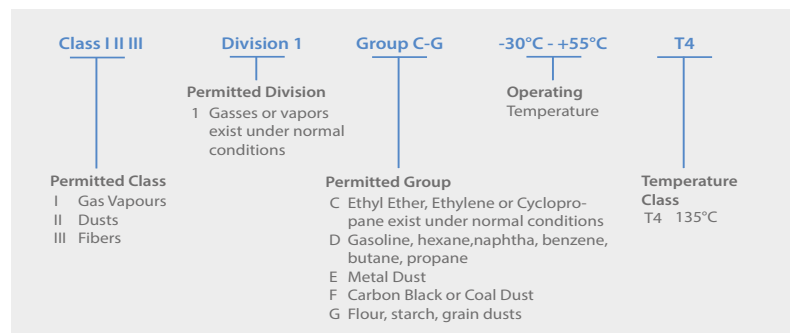 Class I II III
Division 1
Group C-G
-30°C - +55°C
T4
Permitted Division
1 Gasses or vapors
exist under normal
conditions
Operating
Temperature
Permitted Class
I Gas Vapours
II Dusts
III Fibers
Permitted Group
C Ethyl Ether, Ethylene or Cyclopro-
pane exist under normal conditions
D Gasoline, hexane,naphtha, benzene,
butane, propane
E Metal Dust
F Carbon Black or Coal Dust
G Flour, starch, grain dusts
Temperature
Class
T4 135°C